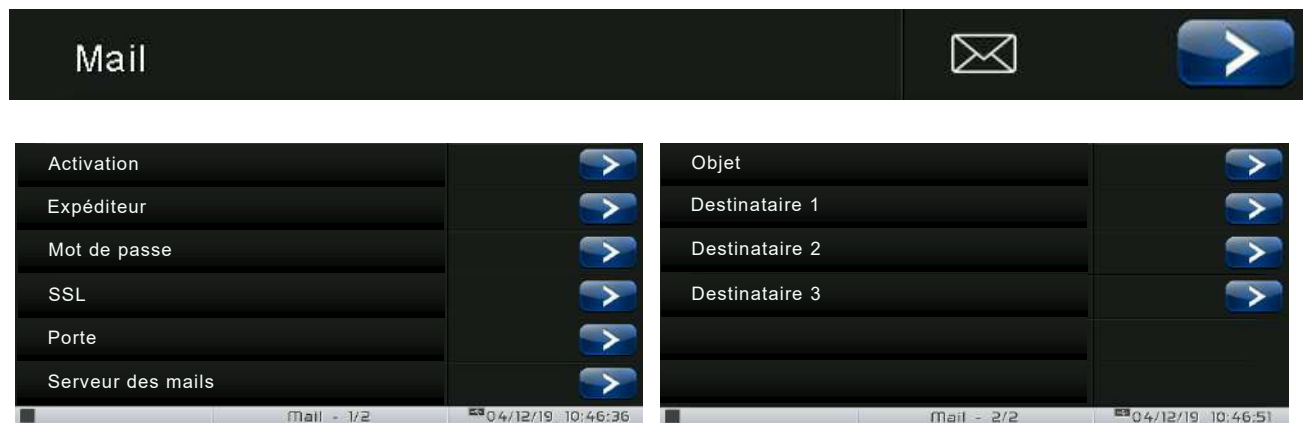 Mail
Activation
Expéditeur
Mot de passe
SSL
Porte
Serveur des mails
Mail - 1/2 04/12/19 10:46:36
Objet
Destinataire 1
Destinataire 2
Destinataire 3
Mail - 2/2 04/12/19 10:46:51